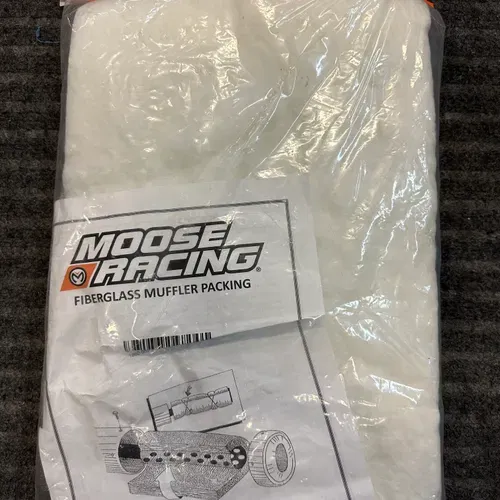 MOOSE
RACING®
FIBERGLASS MUFFLER PACKING